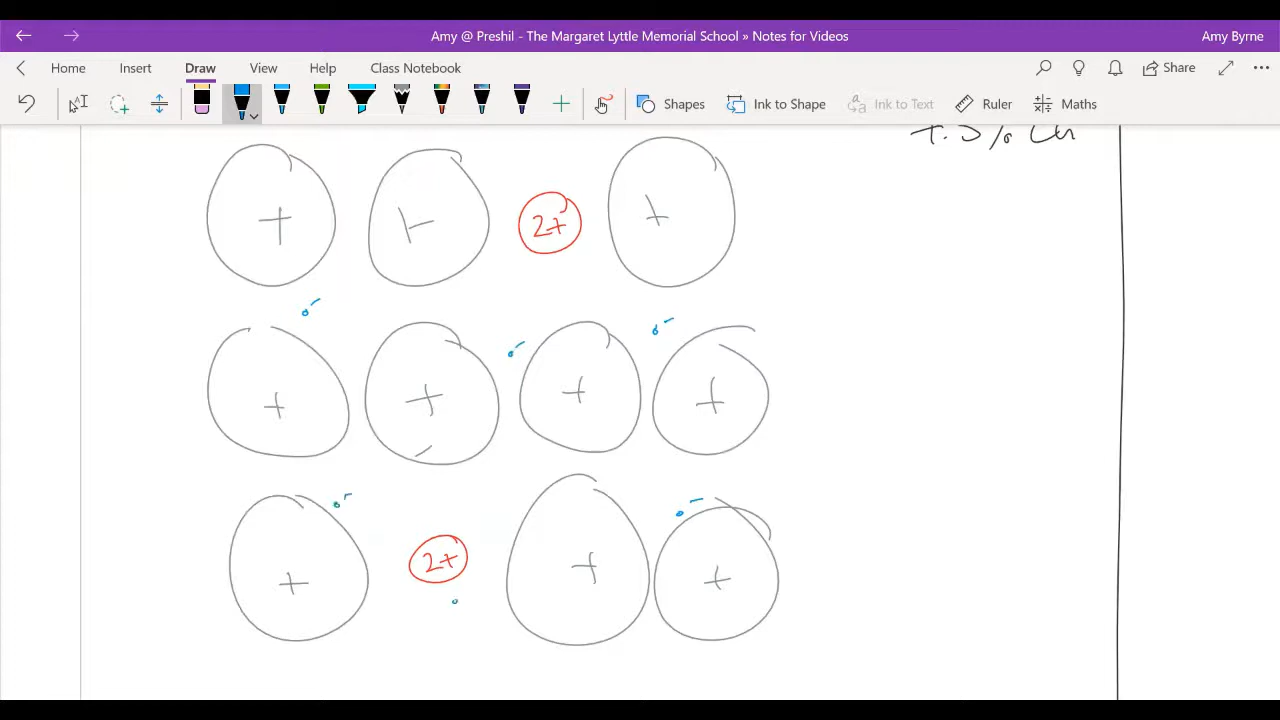 Amy @ Preshil - The Margaret Lyttle Memorial School » Notes for Videos
Amy Byrne
Home Insert Draw View Help Class Notebook
Share
Shapes Ink to Shape Ink to Text Ruler Maths
+ + 2+ +
+ + + +
+ 2+ + +